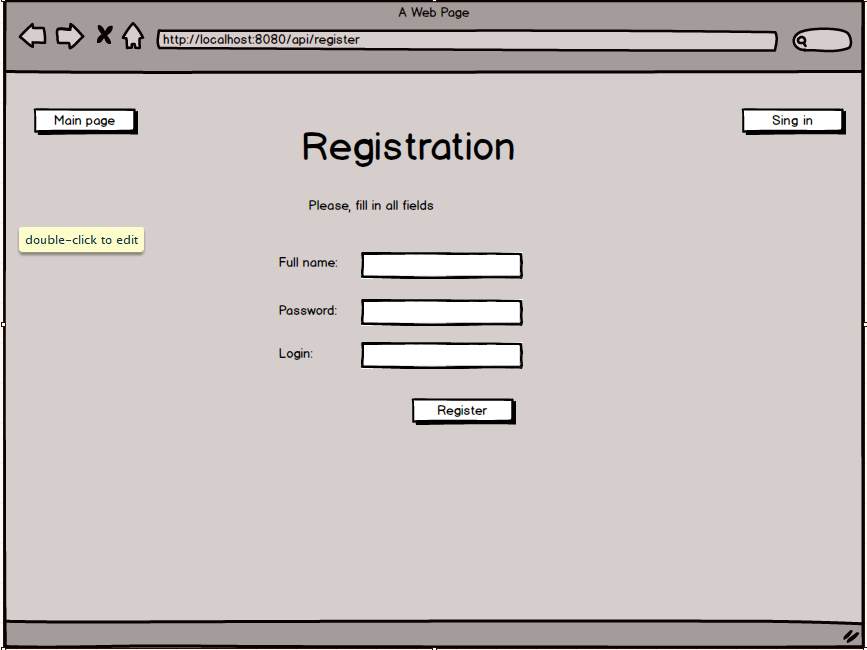 A Web Page
http://localhost:8080/api/register
Main page
Sing in
Registration
Please, fill in all fields
double-click to edit
Full name:
Password:
Login:
Register